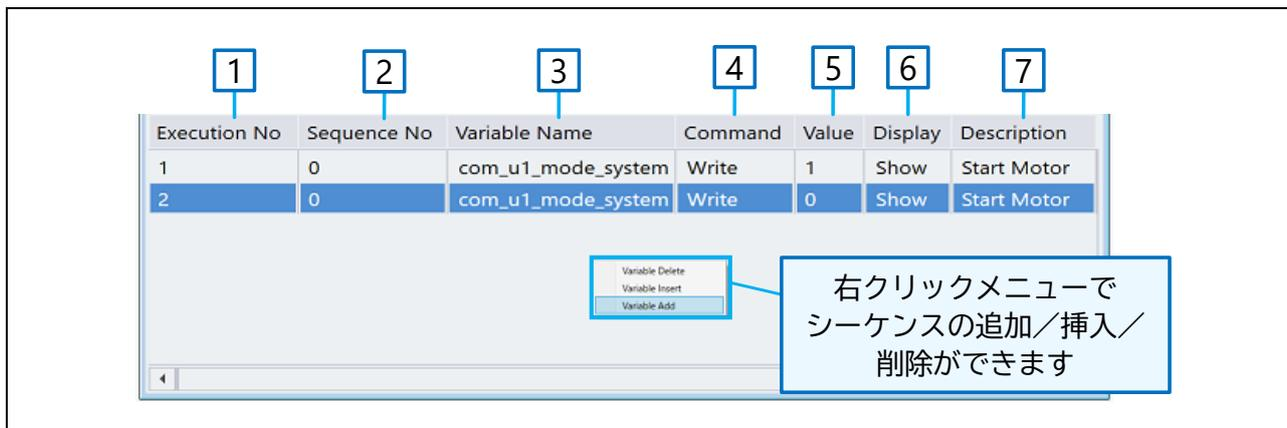 1 2 3 4 5 6 7
Execution No Sequence No Variable Name Command Value Display Description
1 0 com_u1_mode_system Write 1 Show Start Motor
2 0 com_u1_mode_system Write 0 Show Start Motor
Variable Delete
Variable Insert
Variable Add
右クリックメニューで
シーケンスの追加／挿入／
削除ができます